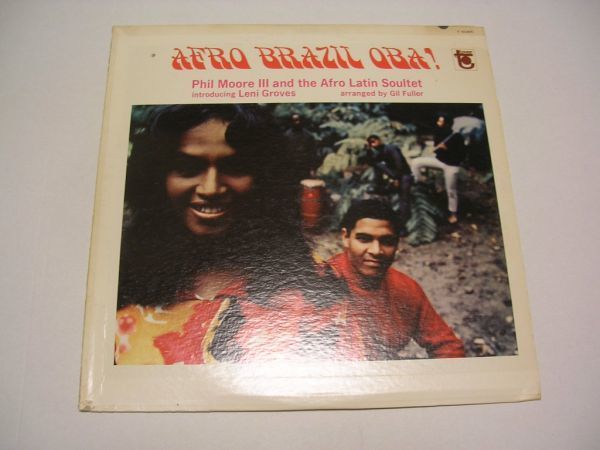 AFRO BRAZIL OBA!
Phil Moore III and the Afro Latin Soultet
introducing Leni Groves arranged by Gil Fuller